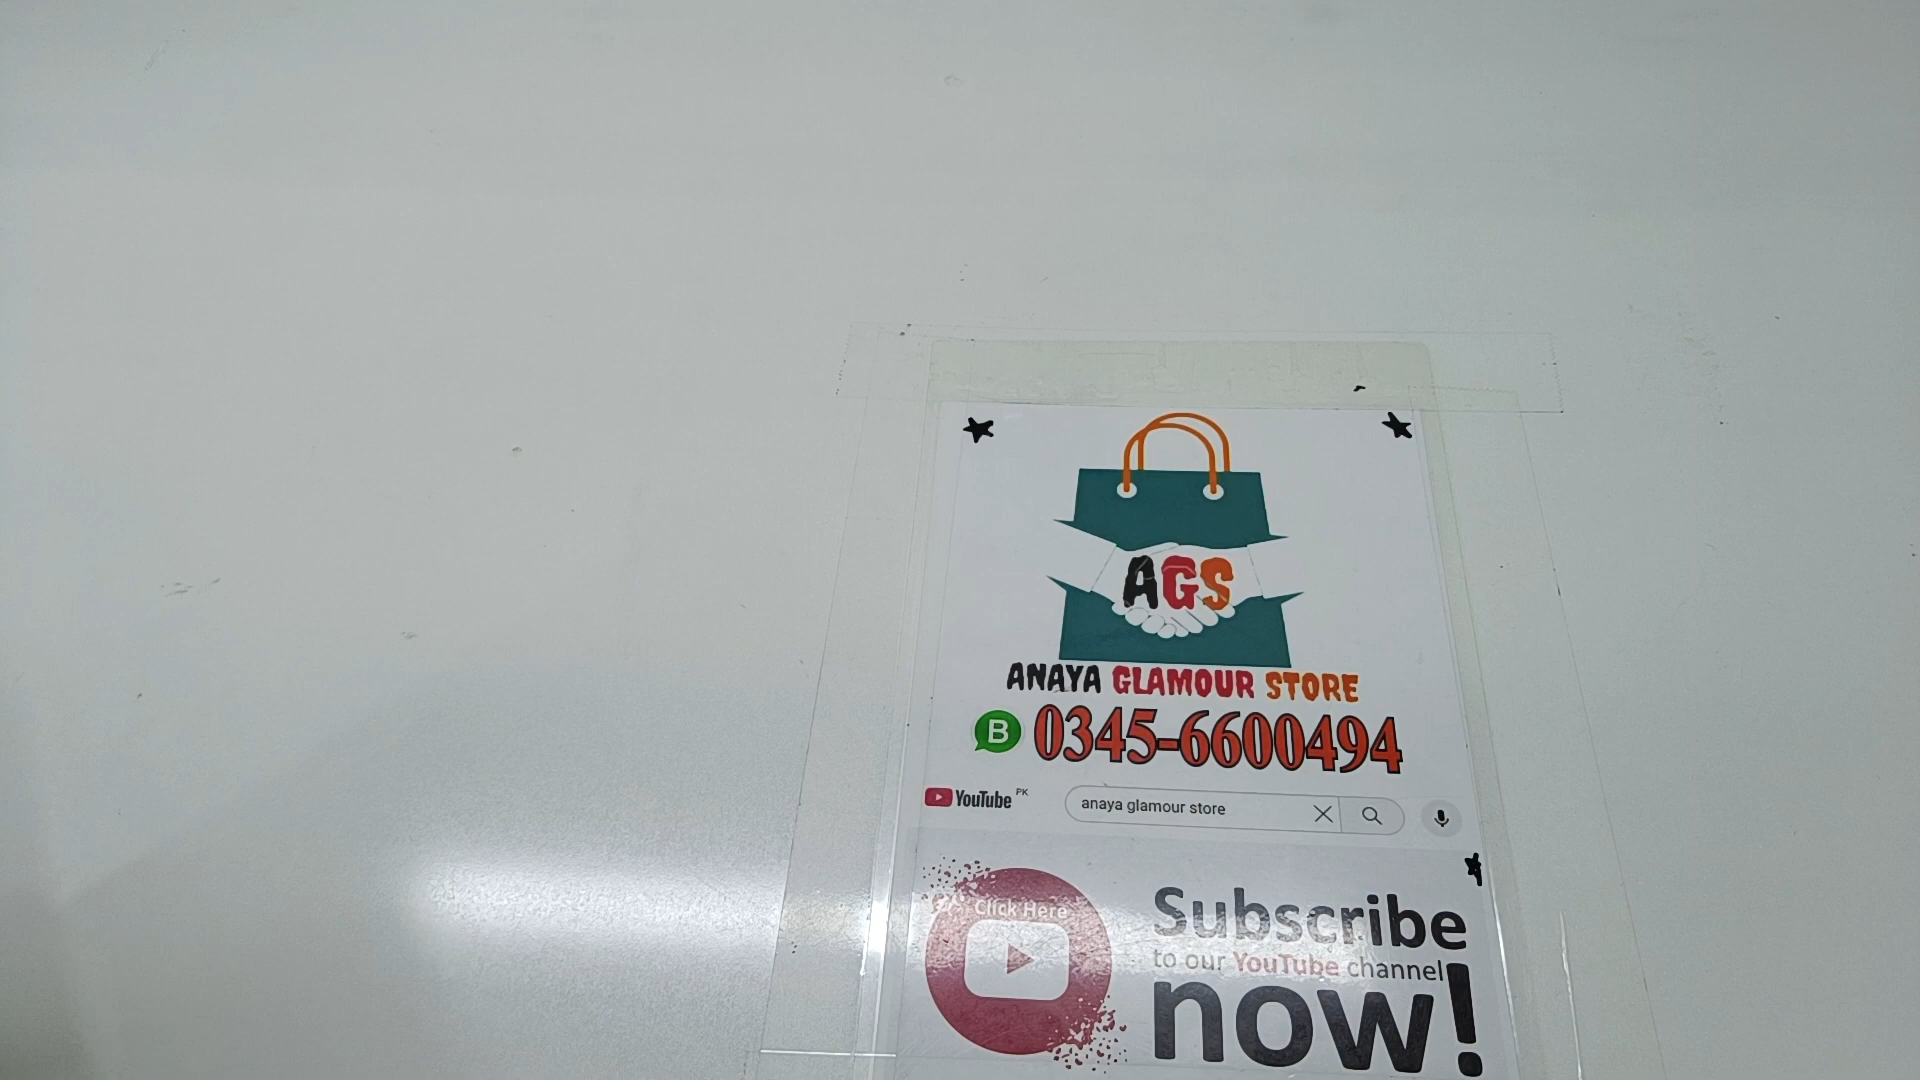 AGS
ANAYA GLAMOUR STORE
B 0345-6600494
YouTube PK
anaya glamour store
Click Here
Subscribe
to our YouTube channel
now!